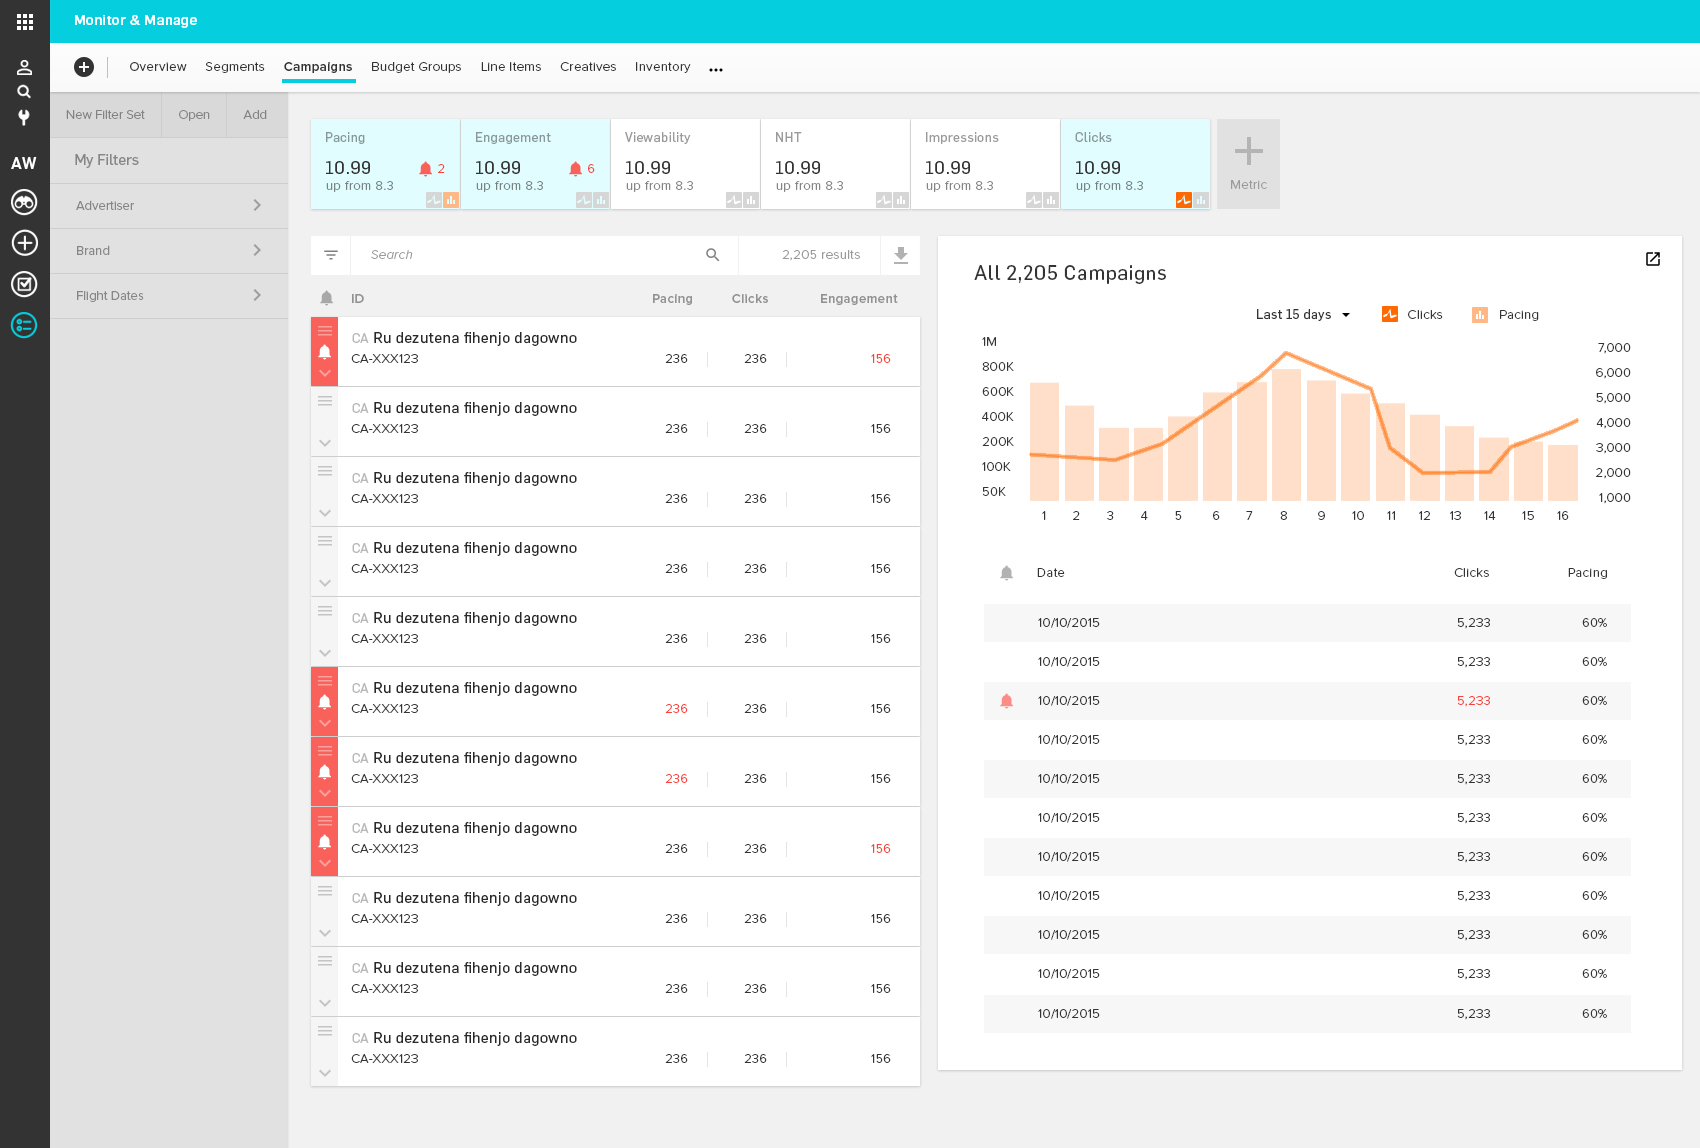 Monitor & Manage
Overview Segments Campaigns Budget Groups Line Items Creatives Inventory ...
AW
New Filter Set Open Add
My Filters
Advertiser
Brand
Flight Dates
Pacing Engagement Viewability NHT Impressions Clicks
10.99 2 10.99 6 10.99 10.99 10.99 10.99
up from 8.3 up from 8.3 up from 8.3 up from 8.3 up from 8.3 up from 8.3
Metric
Search 2,205 results
ID Pacing Clicks Engagement
CA Ru dezutena fihenjo dagowno
CA-XXX123 236 236 156
CA Ru dezutena fihenjo dagowno
CA-XXX123 236 236 156
CA Ru dezutena fihenjo dagowno
CA-XXX123 236 236 156
CA Ru dezutena fihenjo dagowno
CA-XXX123 236 236 156
CA Ru dezutena fihenjo dagowno
CA-XXX123 236 236 156
CA Ru dezutena fihenjo dagowno
CA-XXX123 236 236 156
CA Ru dezutena fihenjo dagowno
CA-XXX123 236 236 156
CA Ru dezutena fihenjo dagowno
CA-XXX123 236 236 156
CA Ru dezutena fihenjo dagowno
CA-XXX123 236 236 156
CA Ru dezutena fihenjo dagowno
CA-XXX123 236 236 156
CA Ru dezutena fihenjo dagowno
CA-XXX123 236 236 156
All 2,205 Campaigns
Last 15 days Clicks Pacing
1M 7,000
800K 6,000
600K 5,000
400K 4,000
200K 3,000
100K 2,000
50K 1,000
1 2 3 4 5 6 7 8 9 10 11 12 13 14 15 16
Date Clicks Pacing
10/10/2015 5,233 60%
10/10/2015 5,233 60%
10/10/2015 5,233 60%
10/10/2015 5,233 60%
10/10/2015 5,233 60%
10/10/2015 5,233 60%
10/10/2015 5,233 60%
10/10/2015 5,233 60%
10/10/2015 5,233 60%
10/10/2015 5,233 60%
10/10/2015 5,233 60%